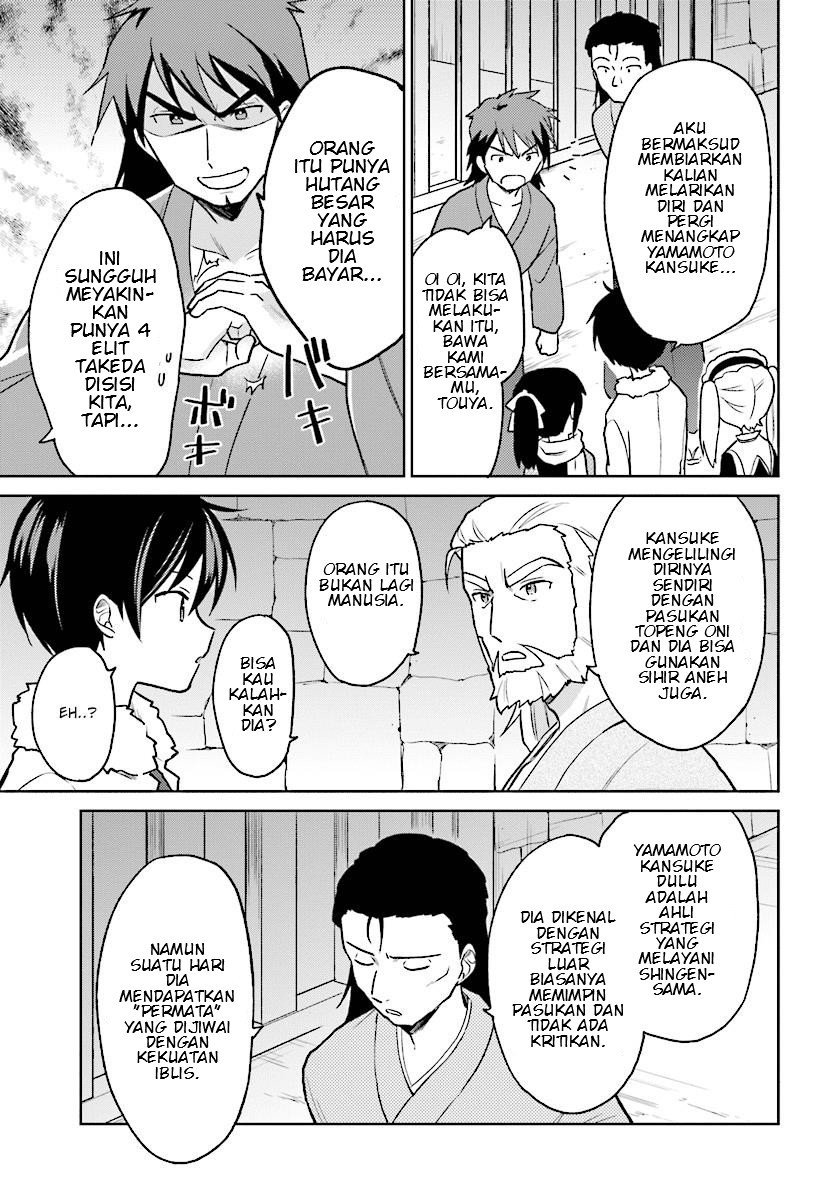 AKU
BERMAKSUD
MEMBIARKAN
KALIAN
MELARIKAN
DIRI DAN
PERGI
MENANGKAP
YAMAMOTO
KANSUKE...
OI OI, KITA
TIDAK BISA
MELAKU-
KAN ITU,
BAWA
KAMI
BERSAMA-
MU,
TOUYA.
ORANG
ITU PUNYA
HUTANG
BESAR
YANG
HARUS
DIA
BAYAR...
INI
SUNGGUH
MEYAKIN-
KAN
PUNYA 4
ELIT
TAKEDA
DISISI
KITA,
TAPI...
ボキ
ボキ
KANSUKE
MENGELILINGI
DIRINYA
SENDIRI
DENGAN
PASUKAN
TOPENG ONI
DAN DIA BISA
GUNAKAN
SIHIR ANEH
JUGA.
ORANG ITU
BUKAN LAGI
MANUSIA.
BISA
KAU
KALAH-
KAN
DIA?
EH..?
YAMAMOTO
KANSUKE
DULU
ADALAH
AHLI
STRATEGI
YANG
MELAYANI
SHINGEN-
SAMA.
DIA DIKENAL
DENGAN
STRATEGI
LUAR
BIASANYA
MEMIMPIN
PASUKAN DAN
TIDAK ADA
KRITIKAN.
NAMUN
SUATU HARI
DIA
MENDAPATKAN
"PERMATA"
YANG DIJIWAI
DENGAN
KEKUATAN
IBLIS.